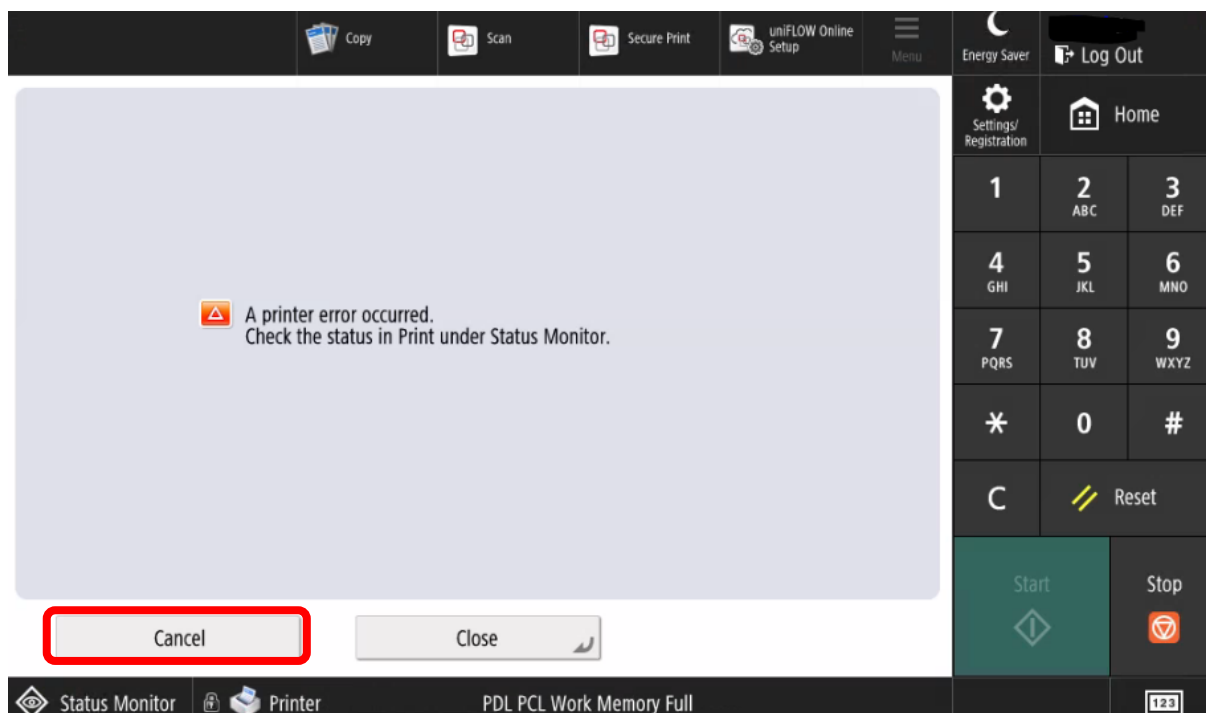 Copy
Scan
Secure Print
uniFLOW Online
Setup
Menu
Energy Saver
Log Out
Settings/
Registration
Home
A printer error occurred.
Check the status in Print under Status Monitor.
1
2
ABC
3
DEF
4
GHI
5
JKL
6
MNO
7
PQRS
8
TUV
9
WXYZ
0
#
C
Reset
Start
Stop
Cancel
Close
Status Monitor
Printer
PDL PCL Work Memory Full
123